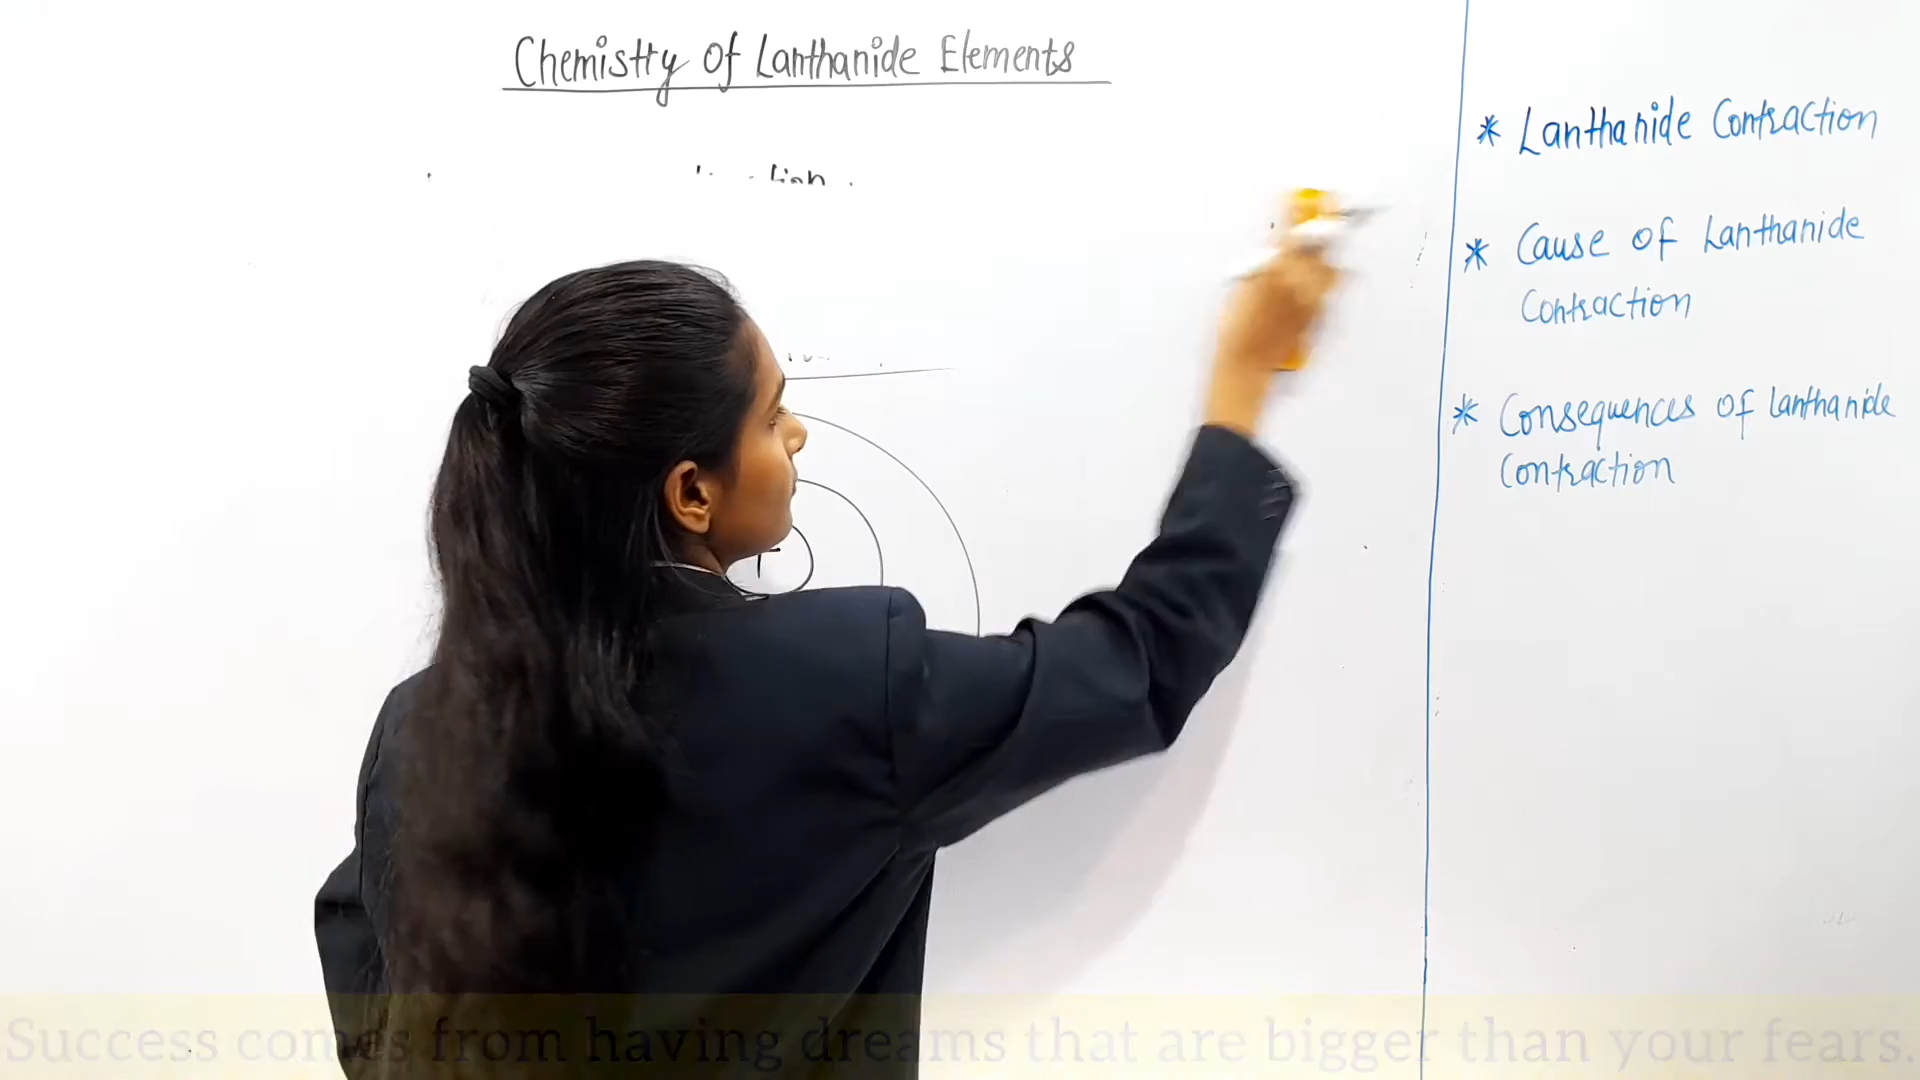 Chemistry Of Lanthanide Elements
* Lanthanide Contraction
* Cause of Lanthanide
Contraction
* Consequences of lanthanide
Contraction
Success comes from having dreams that are bigger than your fears.